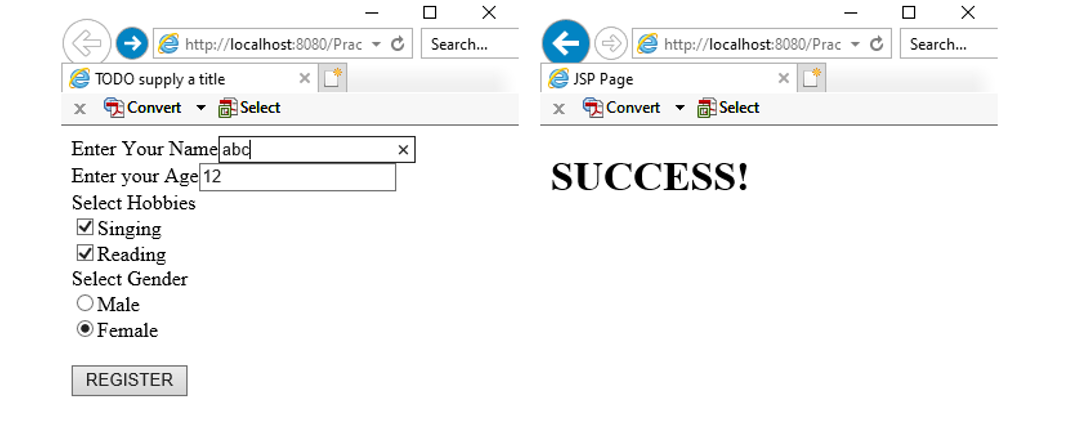 http://localhost:8080/Prac
Search...
TODO supply a title
x Convert Select
Enter Your Name abc
Enter your Age 12
Select Hobbies
Singing
Reading
Select Gender
Male
Female
REGISTER
http://localhost:8080/Prac
Search...
JSP Page
x Convert Select
SUCCESS!